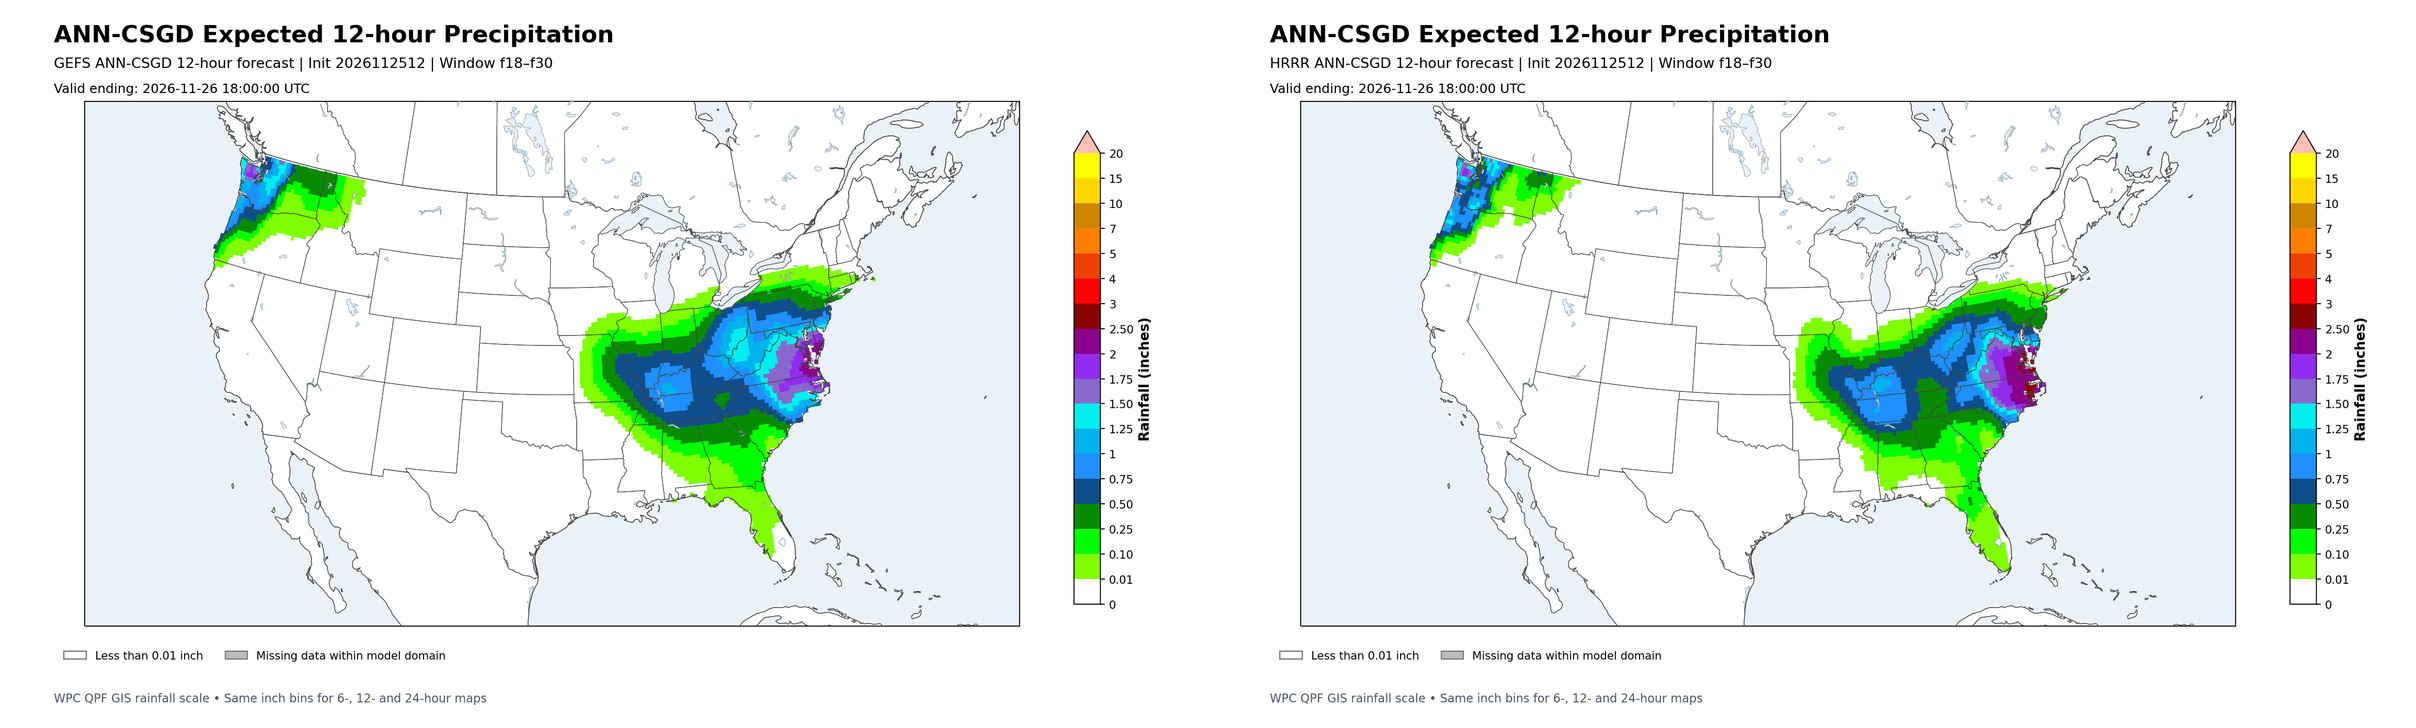 ANN-CSGD Expected 12-hour Precipitation
GEFS ANN-CSGD 12-hour forecast | Init 2026112512 | Window f18–f30
Valid ending: 2026-11-26 18:00:00 UTC
20
15
10
7
5
4
3
2.50
2
1.75
1.50
1.25
1
0.75
0.50
0.25
0.10
0.01
0
Rainfall (inches)
Less than 0.01 inch
Missing data within model domain
WPC QPF GIS rainfall scale • Same inch bins for 6-, 12- and 24-hour maps
ANN-CSGD Expected 12-hour Precipitation
HRRR ANN-CSGD 12-hour forecast | Init 2026112512 | Window f18–f30
Valid ending: 2026-11-26 18:00:00 UTC
20
15
10
7
5
4
3
2.50
2
1.75
1.50
1.25
1
0.75
0.50
0.25
0.10
0.01
0
Rainfall (inches)
Less than 0.01 inch
Missing data within model domain
WPC QPF GIS rainfall scale • Same inch bins for 6-, 12- and 24-hour maps